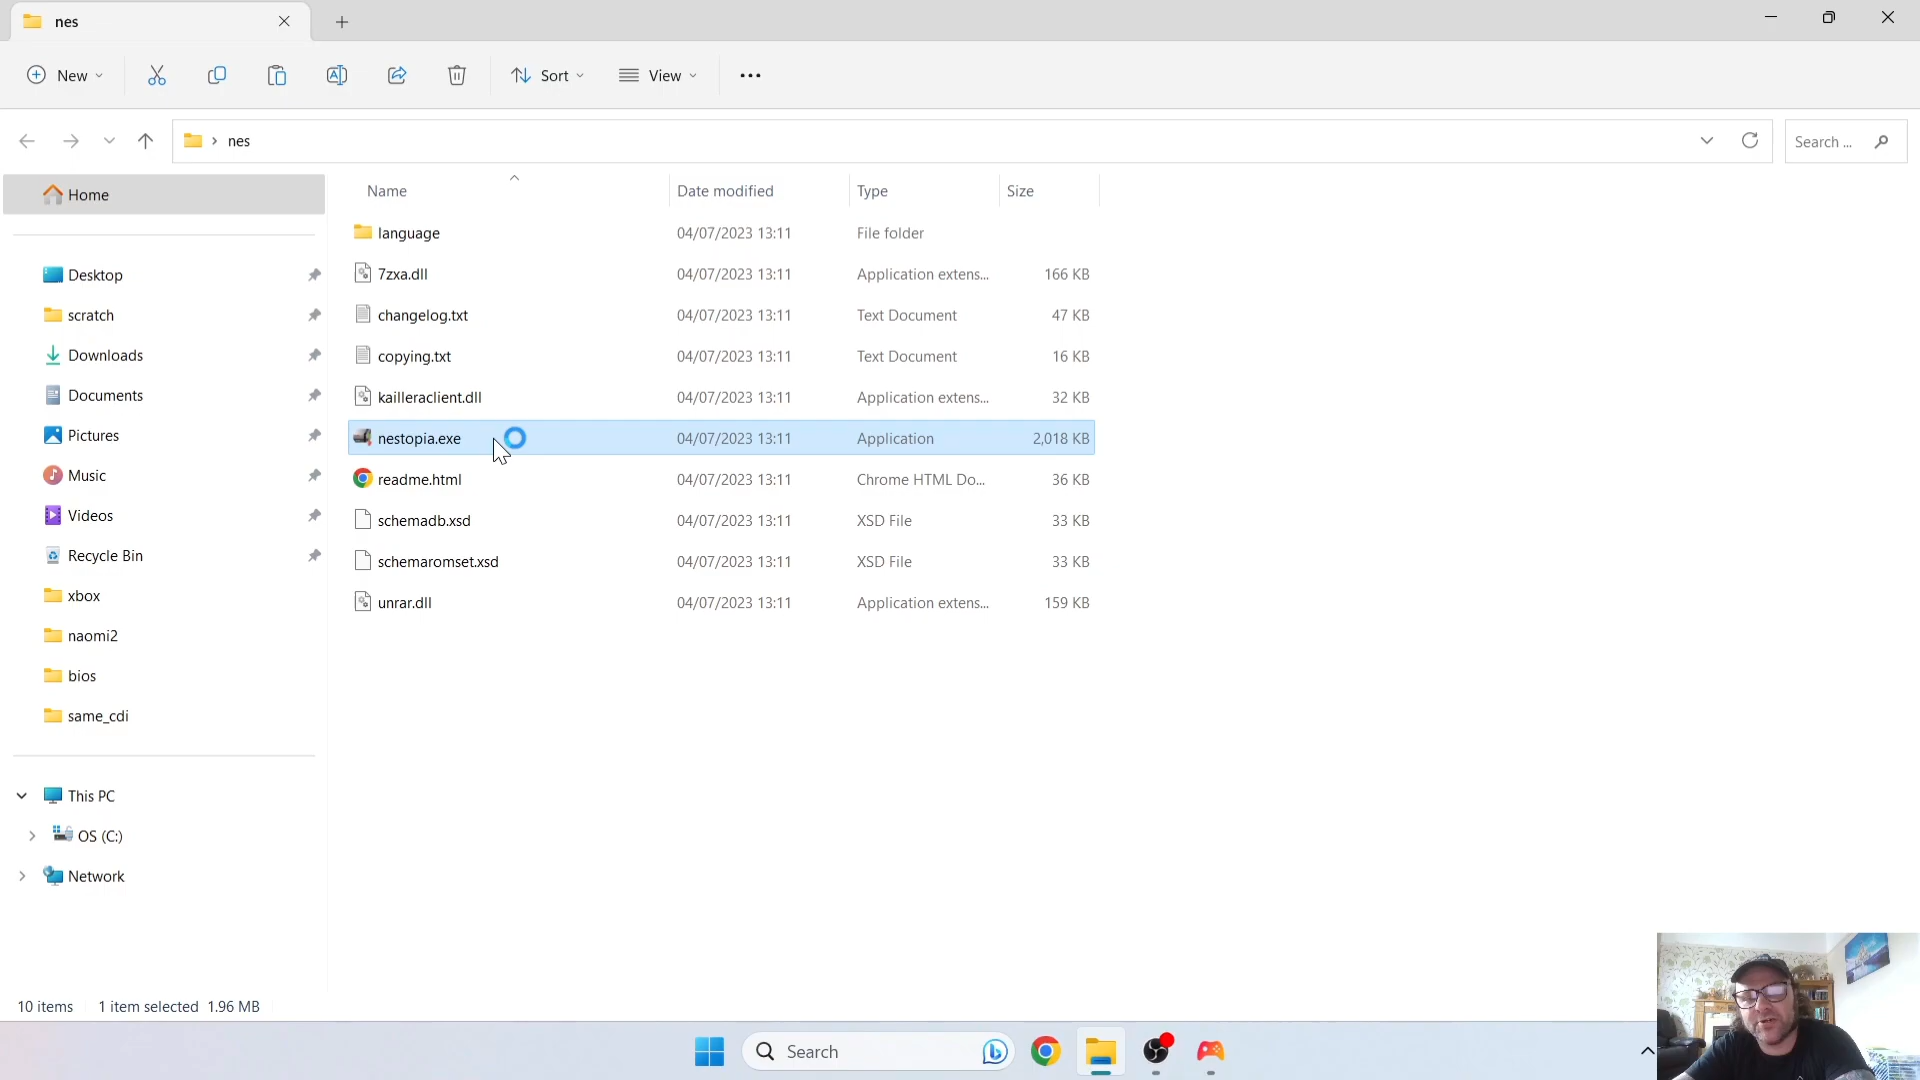 nes
New
Sort
View
nes
Search ...
Home
Desktop
scratch
Downloads
Documents
Pictures
Music
Videos
Recycle Bin
xbox
naomi2
bios
same_cdi
This PC
OS (C:)
Network
Name Date modified Type Size
language 04/07/2023 13:11 File folder
7zxa.dll 04/07/2023 13:11 Application extens... 166 KB
changelog.txt 04/07/2023 13:11 Text Document 47 KB
copying.txt 04/07/2023 13:11 Text Document 16 KB
kailleraclient.dll 04/07/2023 13:11 Application extens... 32 KB
nestopia.exe 04/07/2023 13:11 Application 2,018 KB
readme.html 04/07/2023 13:11 Chrome HTML Do... 36 KB
schemadb.xsd 04/07/2023 13:11 XSD File 33 KB
schemaromset.xsd 04/07/2023 13:11 XSD File 33 KB
unrar.dll 04/07/2023 13:11 Application extens... 159 KB
10 items 1 item selected 1.96 MB
Search